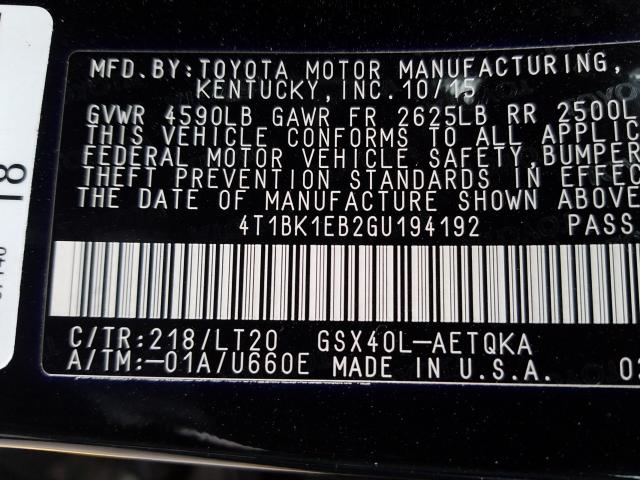 MFD.BY:TOYOTA MOTOR MANUFACTURING,
KENTUCKY,INC.10/15
GVWR 4590LB GAWR FR 2625LB RR 2500L
THIS VEHICLE CONFORMS TO ALL APPLIC
FEDERAL MOTOR VEHICLE SAFETY,BUMPER
THEFT PREVENTION STANDARDS IN EFFEC
THE DATE OF MANUFACTURE SHOWN ABOVE
4T1BK1EB2GU194192 PASS
C/TR:218/LT20 GSX40L-AETQKA
A/TM:-01A/U660E MADE IN U.S.A. 03
18